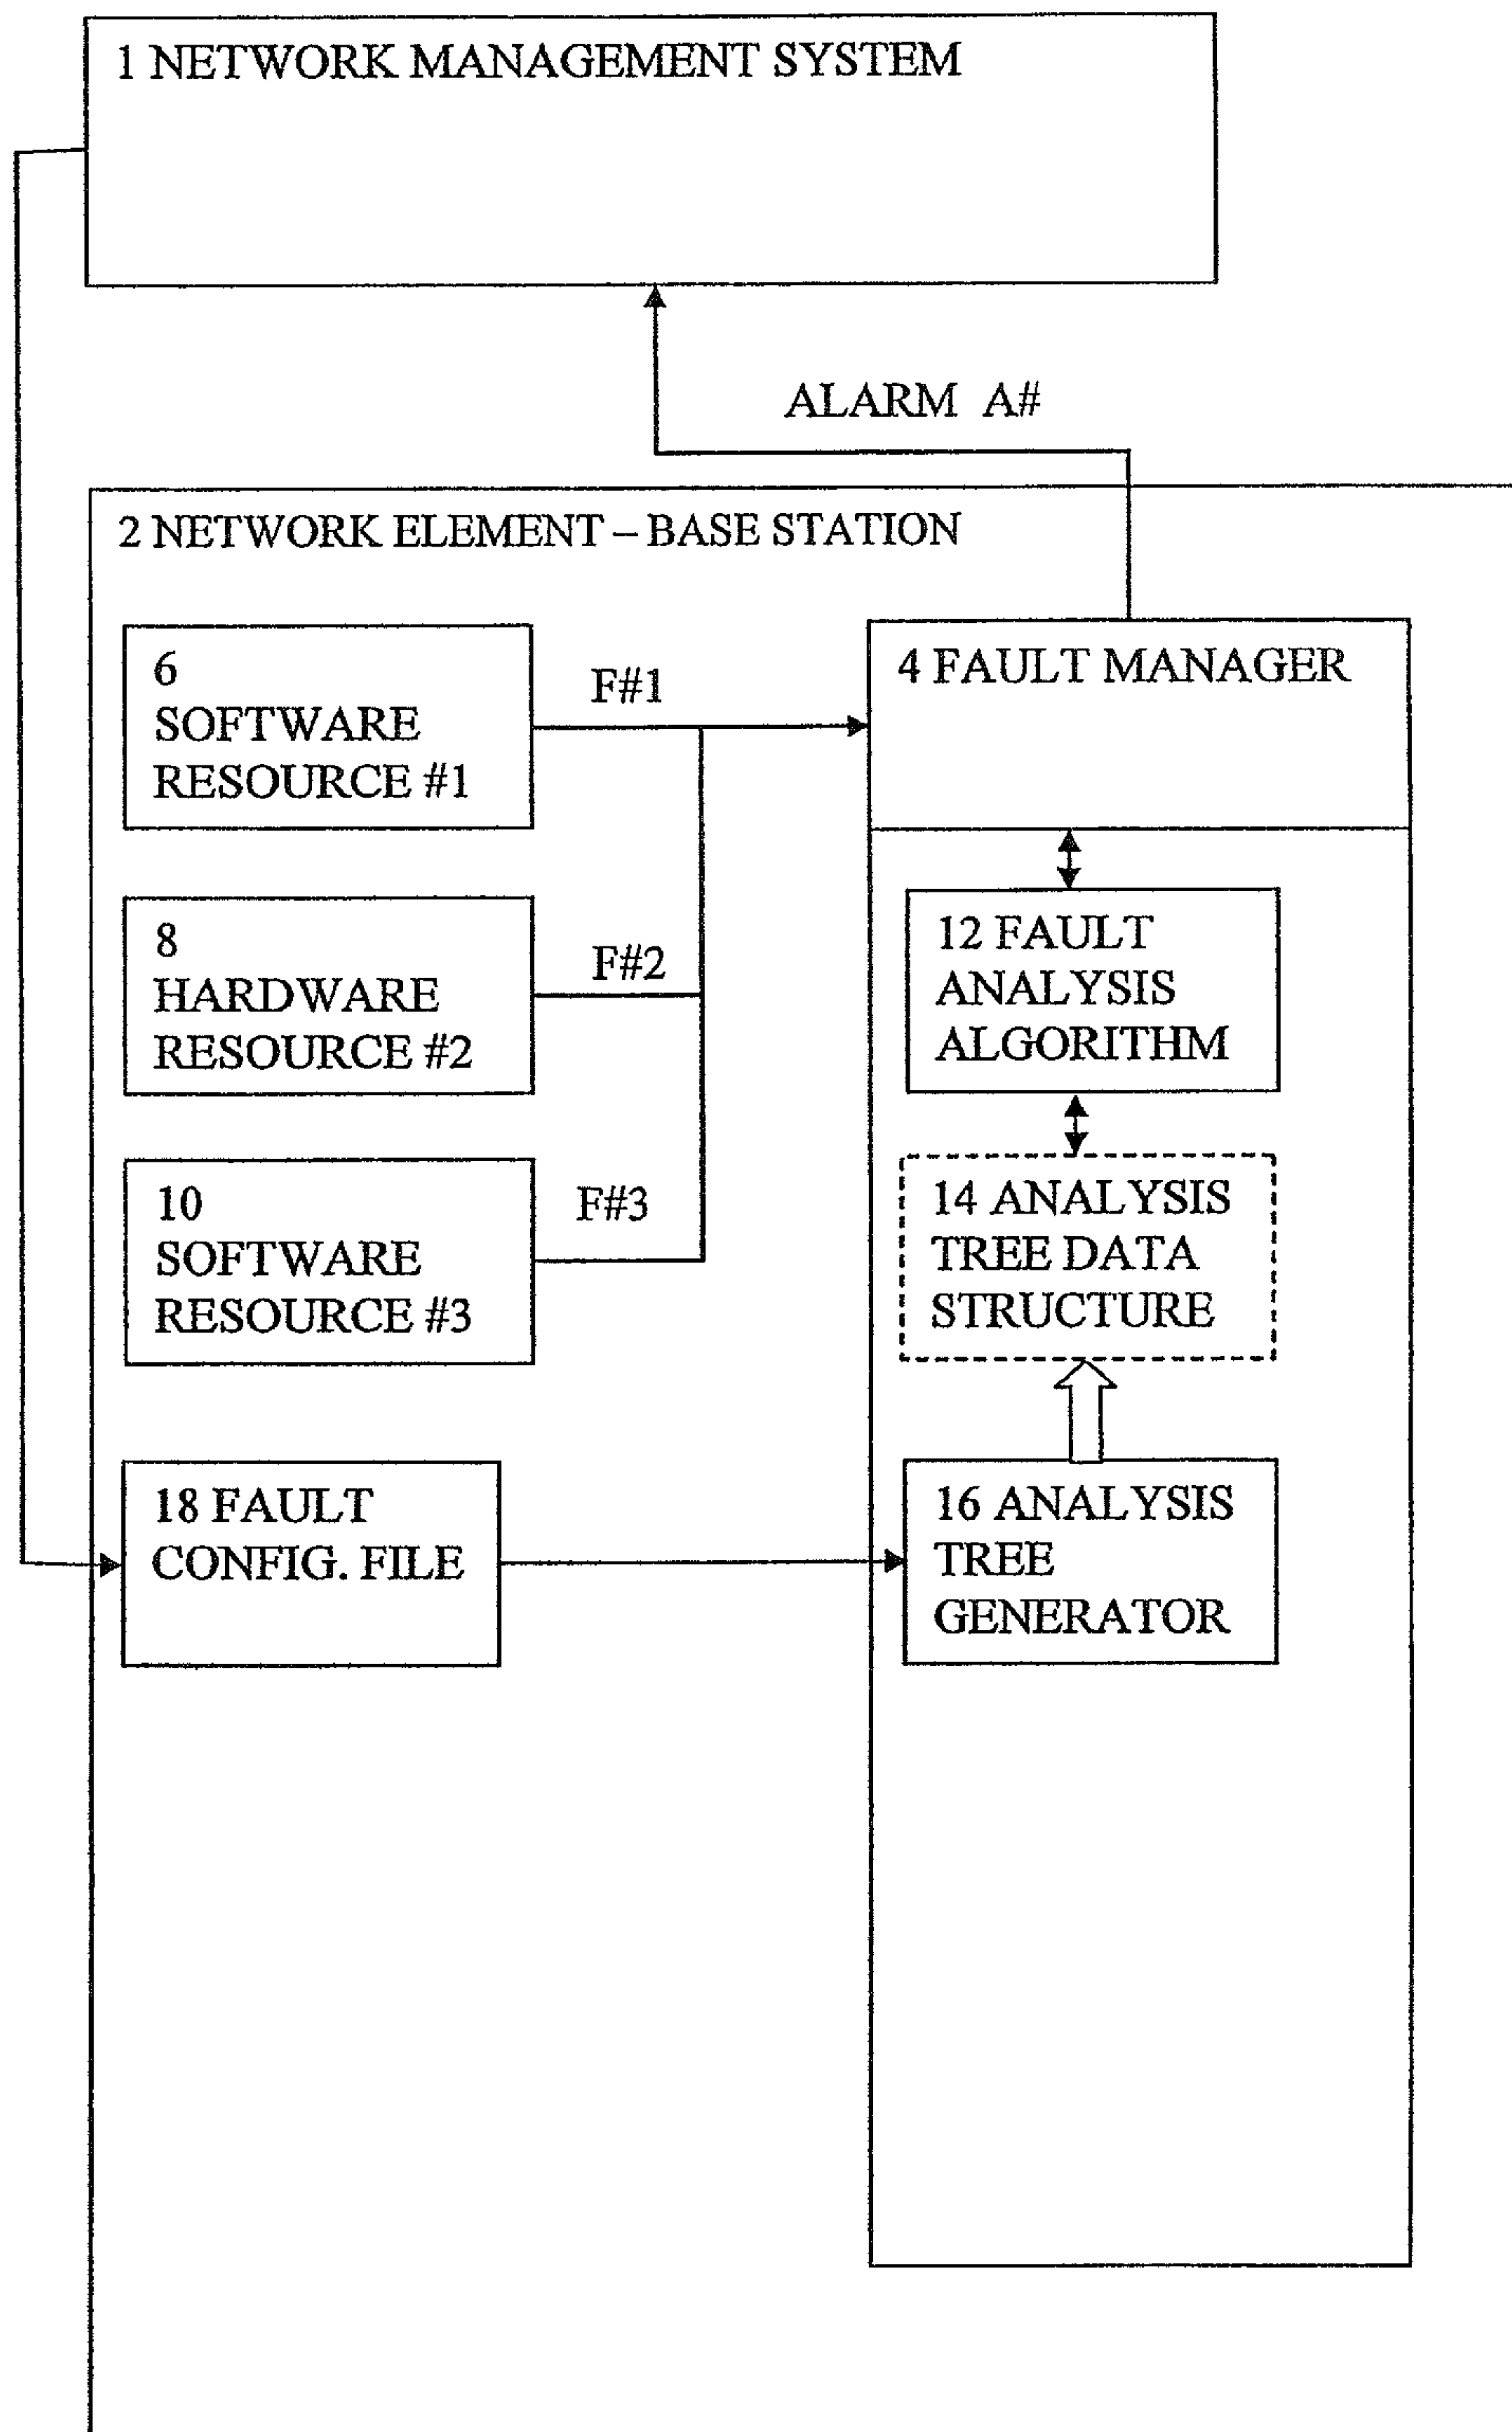 1 NETWORK MANAGEMENT SYSTEM
ALARM A#
2 NETWORK ELEMENT – BASE STATION
6
SOFTWARE
RESOURCE #1
F#1
4 FAULT MANAGER
8
HARDWARE
RESOURCE #2
F#2
12 FAULT
ANALYSIS
ALGORITHM
10
SOFTWARE
RESOURCE #3
F#3
14 ANALYSIS
TREE DATA
STRUCTURE
18 FAULT
CONFIG. FILE
16 ANALYSIS
TREE
GENERATOR